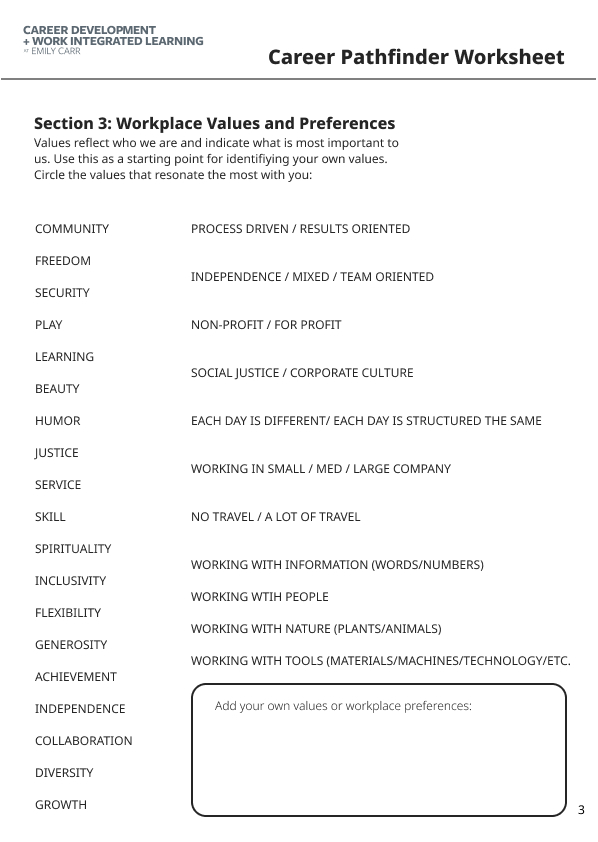 CAREER DEVELOPMENT
+ WORK INTEGRATED LEARNING
AT EMILY CARR
Career Pathfinder Worksheet
Section 3: Workplace Values and Preferences
Values reflect who we are and indicate what is most important to
us. Use this as a starting point for identifiying your own values.
Circle the values that resonate the most with you:
COMMUNITY
FREEDOM
SECURITY
PLAY
LEARNING
BEAUTY
HUMOR
JUSTICE
SERVICE
SKILL
SPIRITUALITY
INCLUSIVITY
FLEXIBILITY
GENEROSITY
ACHIEVEMENT
INDEPENDENCE
COLLABORATION
DIVERSITY
GROWTH
PROCESS DRIVEN / RESULTS ORIENTED
INDEPENDENCE / MIXED / TEAM ORIENTED
NON-PROFIT / FOR PROFIT
SOCIAL JUSTICE / CORPORATE CULTURE
EACH DAY IS DIFFERENT/ EACH DAY IS STRUCTURED THE SAME
WORKING IN SMALL / MED / LARGE COMPANY
NO TRAVEL / A LOT OF TRAVEL
WORKING WITH INFORMATION (WORDS/NUMBERS)
WORKING WTIH PEOPLE
WORKING WITH NATURE (PLANTS/ANIMALS)
WORKING WITH TOOLS (MATERIALS/MACHINES/TECHNOLOGY/ETC.
Add your own values or workplace preferences:
3